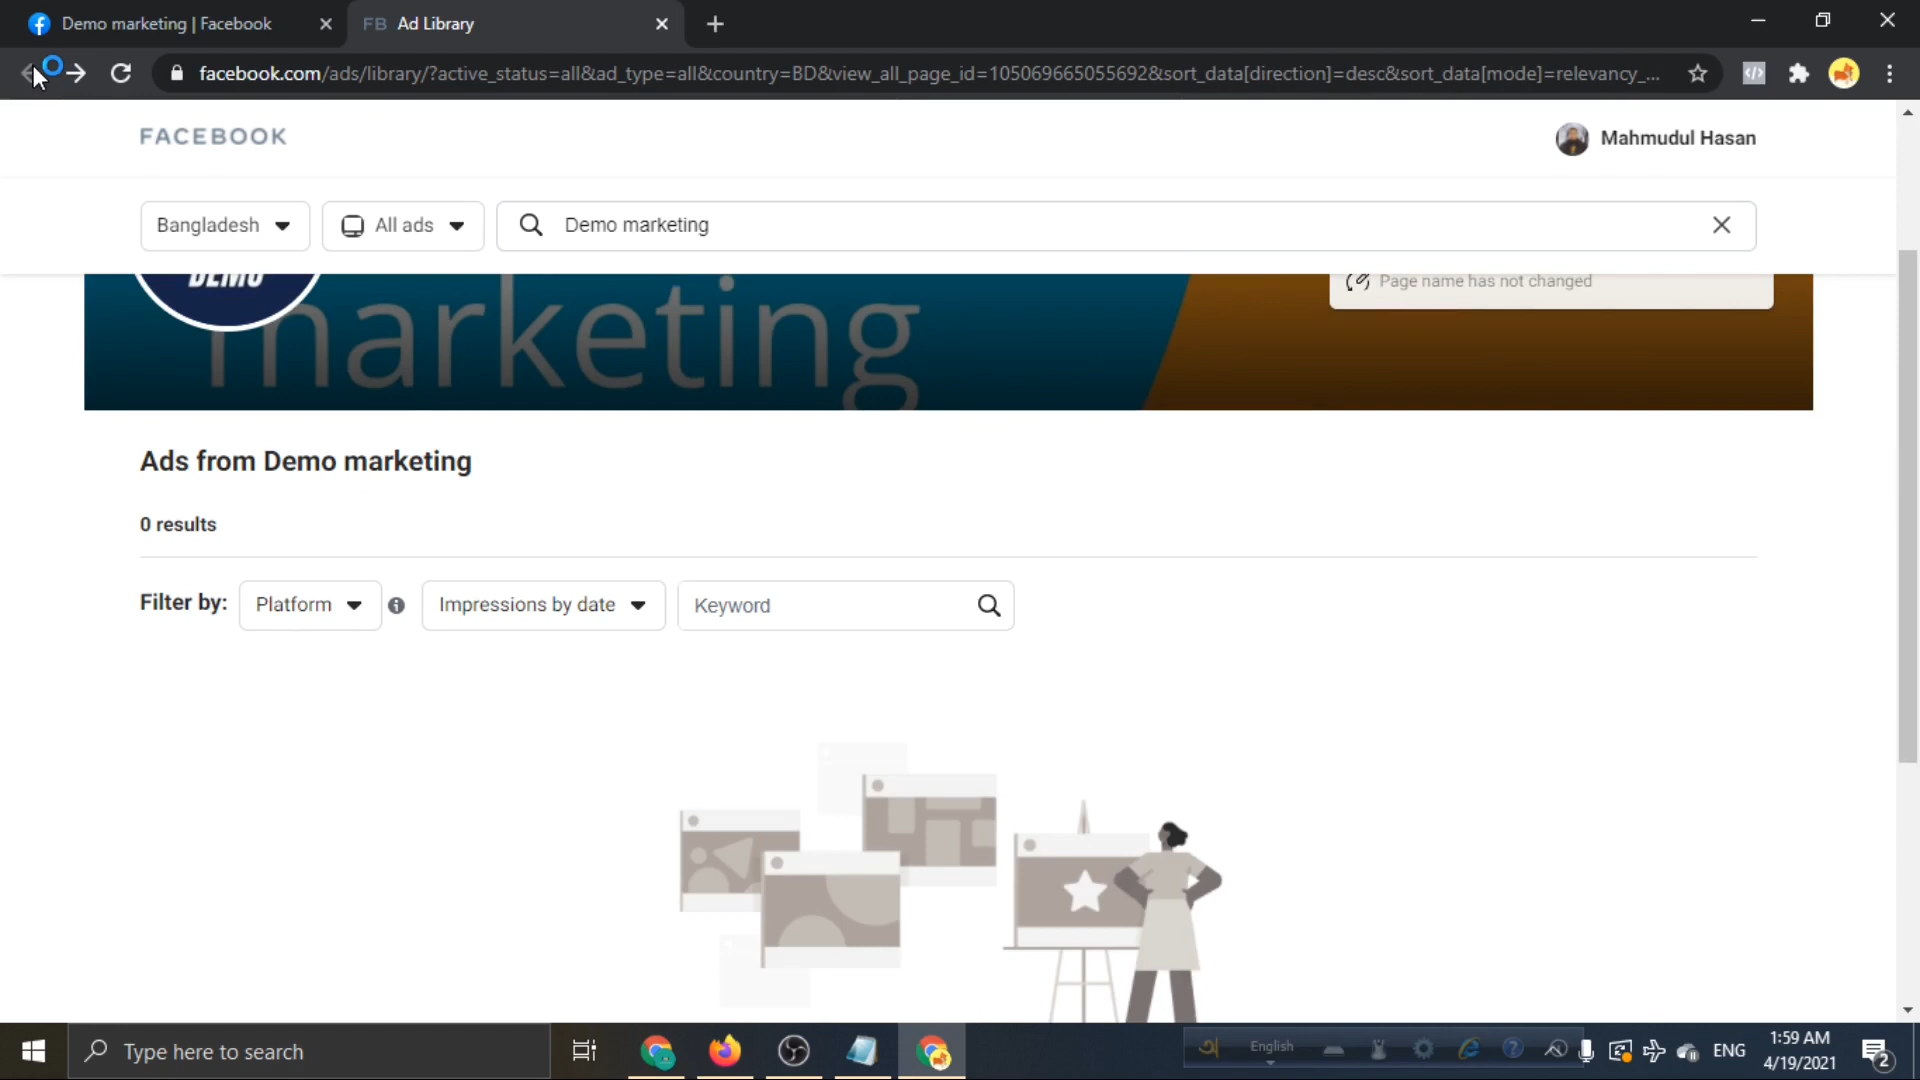 Demo marketing | Facebook
FB Ad Library
facebook.com/ads/library/?active_status=all&ad_type=all&country=BD&view_all_page_id=105069665055692&sort_data[direction]=desc&sort_data[mode]=relevancy_...
FACEBOOK
Mahmudul Hasan
Bangladesh
All ads
Demo marketing
DEMO
marketing
Page name has not changed
Ads from Demo marketing
0 results
Filter by:
Platform
Impressions by date
Keyword
Type here to search
English
ENG
1:59 AM
4/19/2021
2